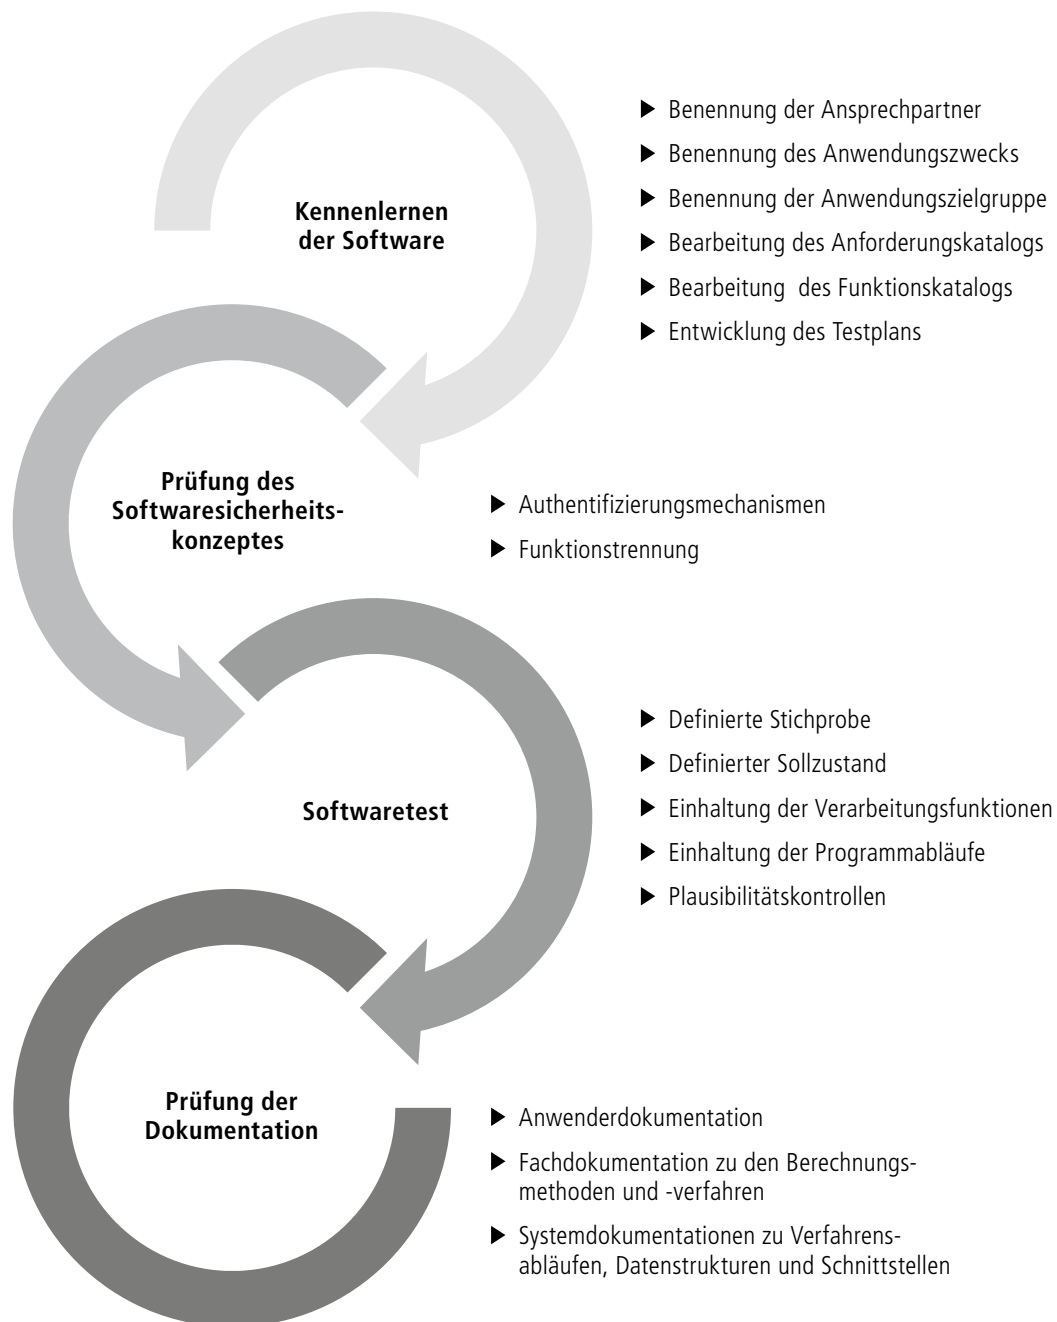 Kennenlernen
der Software
▶ Benennung der Ansprechpartner
▶ Benennung des Anwendungszwecks
▶ Benennung der Anwendungszielgruppe
▶ Bearbeitung des Anforderungskatalogs
▶ Bearbeitung  des Funktionskatalogs
▶ Entwicklung des Testplans
Prüfung des
Softwaresicherheits-
konzeptes
▶ Authentifizierungsmechanismen
▶ Funktionstrennung
Softwaretest
▶ Definierte Stichprobe
▶ Definierter Sollzustand
▶ Einhaltung der Verarbeitungsfunktionen
▶ Einhaltung der Programmabläufe
▶ Plausibilitätskontrollen
Prüfung der
Dokumentation
▶ Anwenderdokumentation
▶ Fachdokumentation zu den Berechnungs-
methoden und -verfahren
▶ Systemdokumentationen zu Verfahrens-
abläufen, Datenstrukturen und Schnittstellen